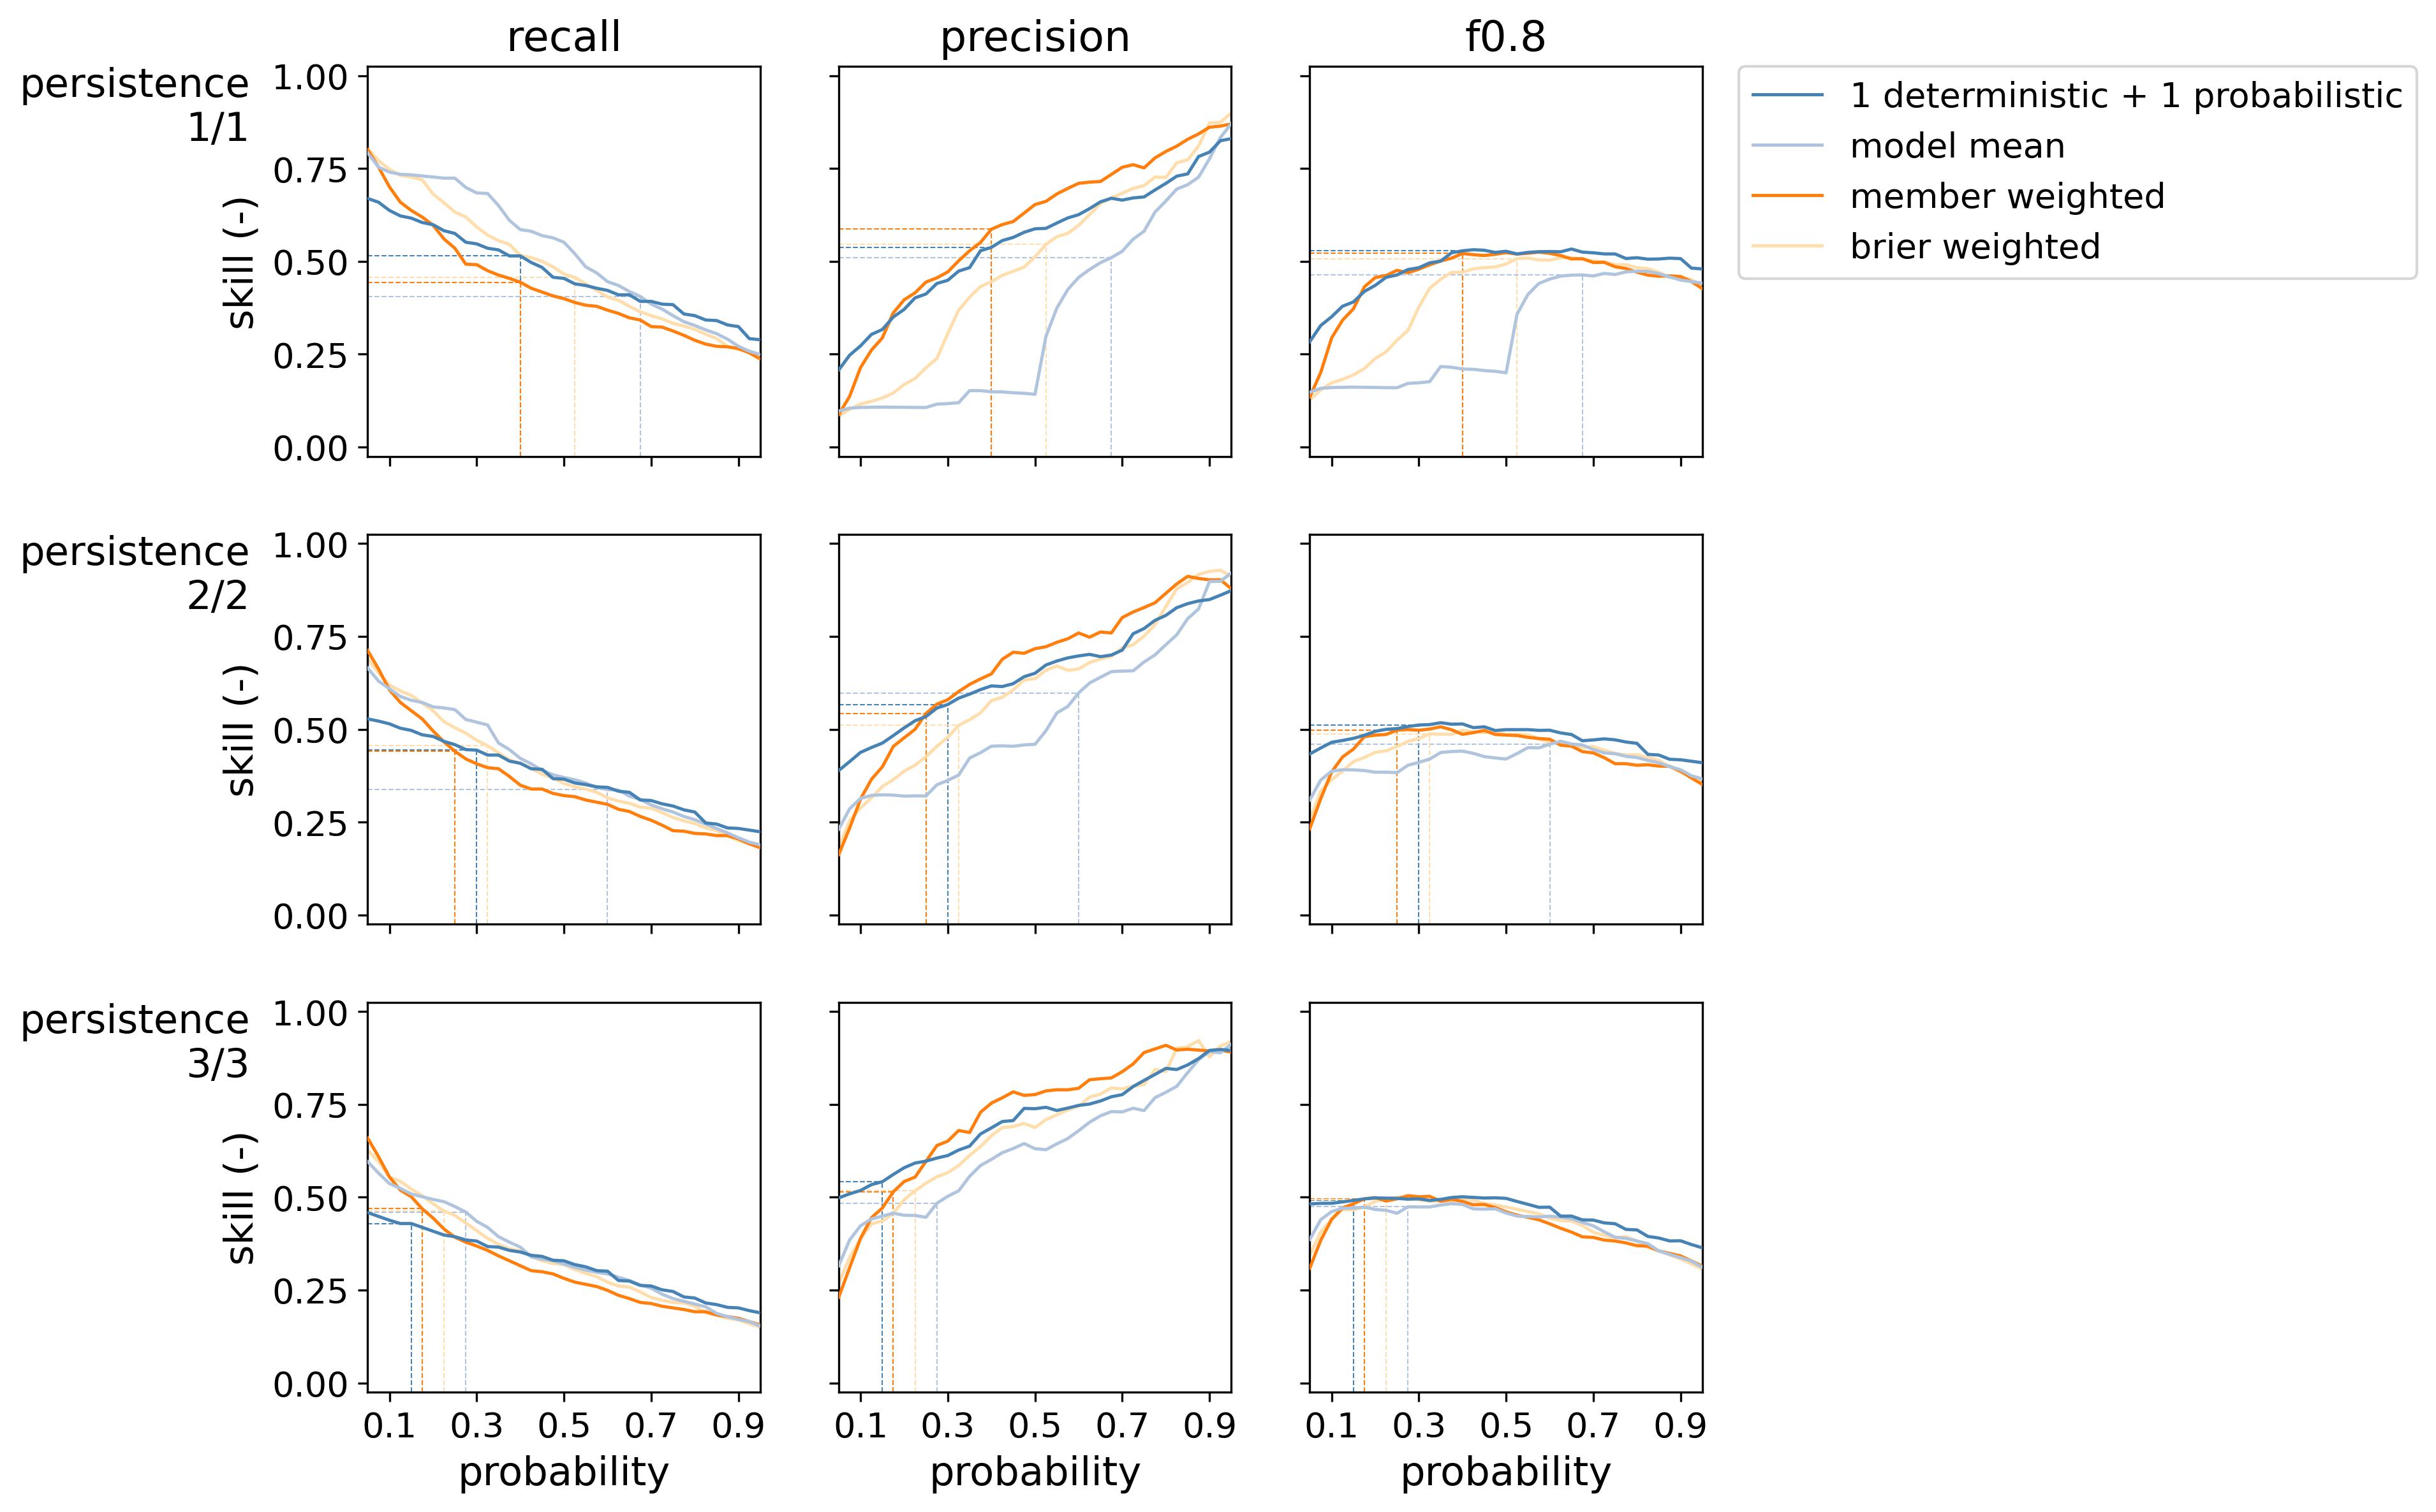 recall
precision
f0.8
persistence
1/1
skill (-)
1.00
0.75
0.50
0.25
0.00
1 deterministic + 1 probabilistic
model mean
member weighted
brier weighted
persistence
2/2
skill (-)
1.00
0.75
0.50
0.25
0.00
persistence
3/3
skill (-)
1.00
0.75
0.50
0.25
0.00
0.1 0.3 0.5 0.7 0.9
probability
0.1 0.3 0.5 0.7 0.9
probability
0.1 0.3 0.5 0.7 0.9
probability